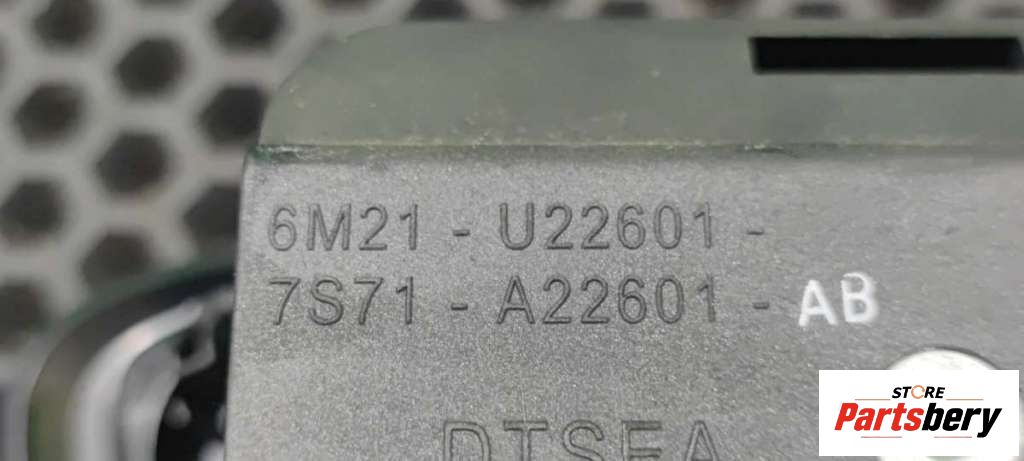 6M21 - U22601 -
7S71 - A22601 - AB
STORE
Partsbery